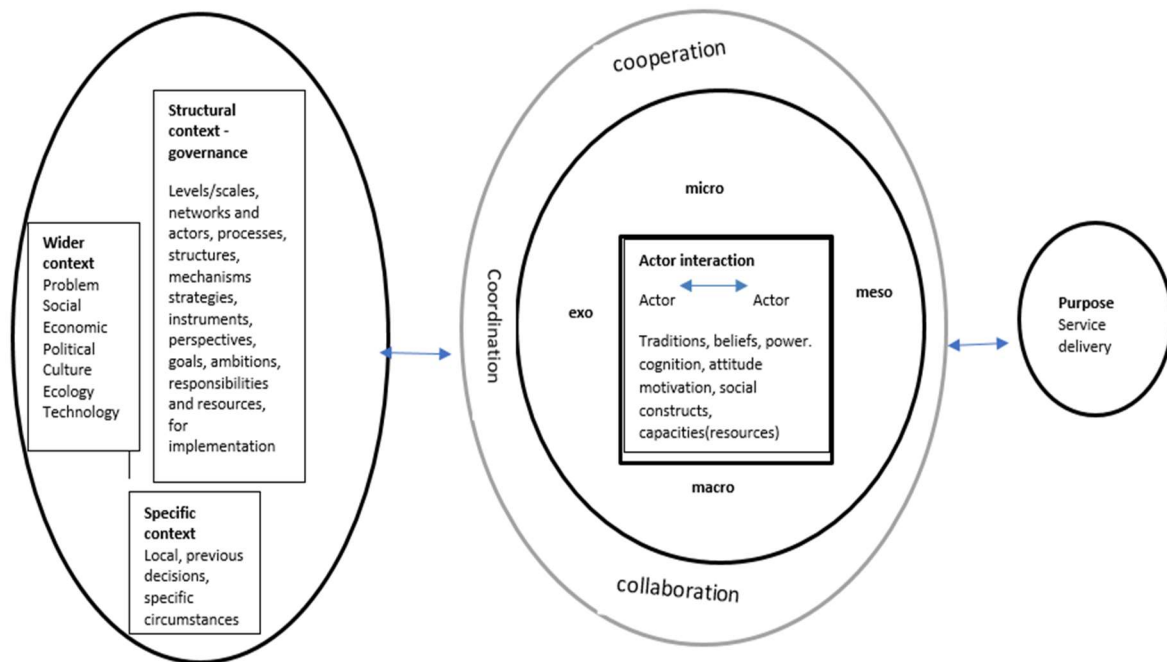 Structural context -
governance
Levels/scales,
networks and
actors, processes,
structures,
mechanisms
strategies,
instruments,
perspectives,
goals, ambitions,
responsibilities
and resources,
for
implementation
Wider
context
Problem
Social
Economic
Political
Culture
Ecology
Technology
Specific
context
Local, previous
decisions,
specific
circumstances
cooperation
Coordination
collaboration
micro
exo
meso
macro
Actor interaction
Actor Actor
Traditions, beliefs, power.
cognition, attitude
motivation, social
constructs,
capacities(resources)
Purpose
Service
delivery